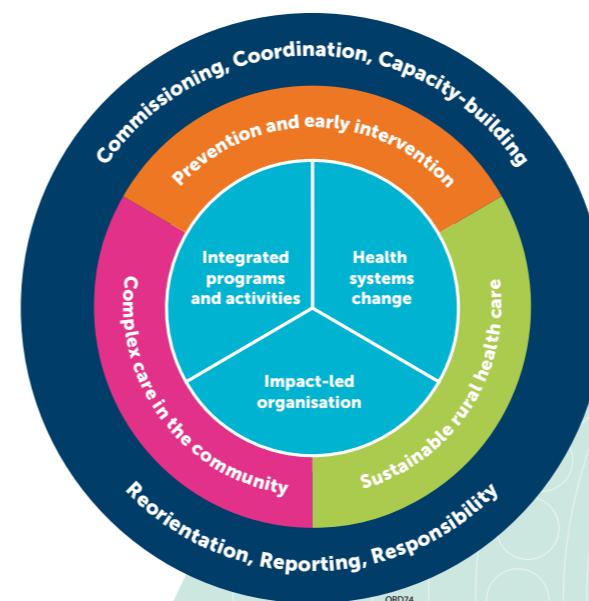 Commissioning, Coordination, Capacity-building
Prevention and early intervention
Integrated
programs
and activities
Health
systems
change
Impact-led
organisation
Complex care in the community
Sustainable rural health care
Reorientation, Reporting, Responsibility